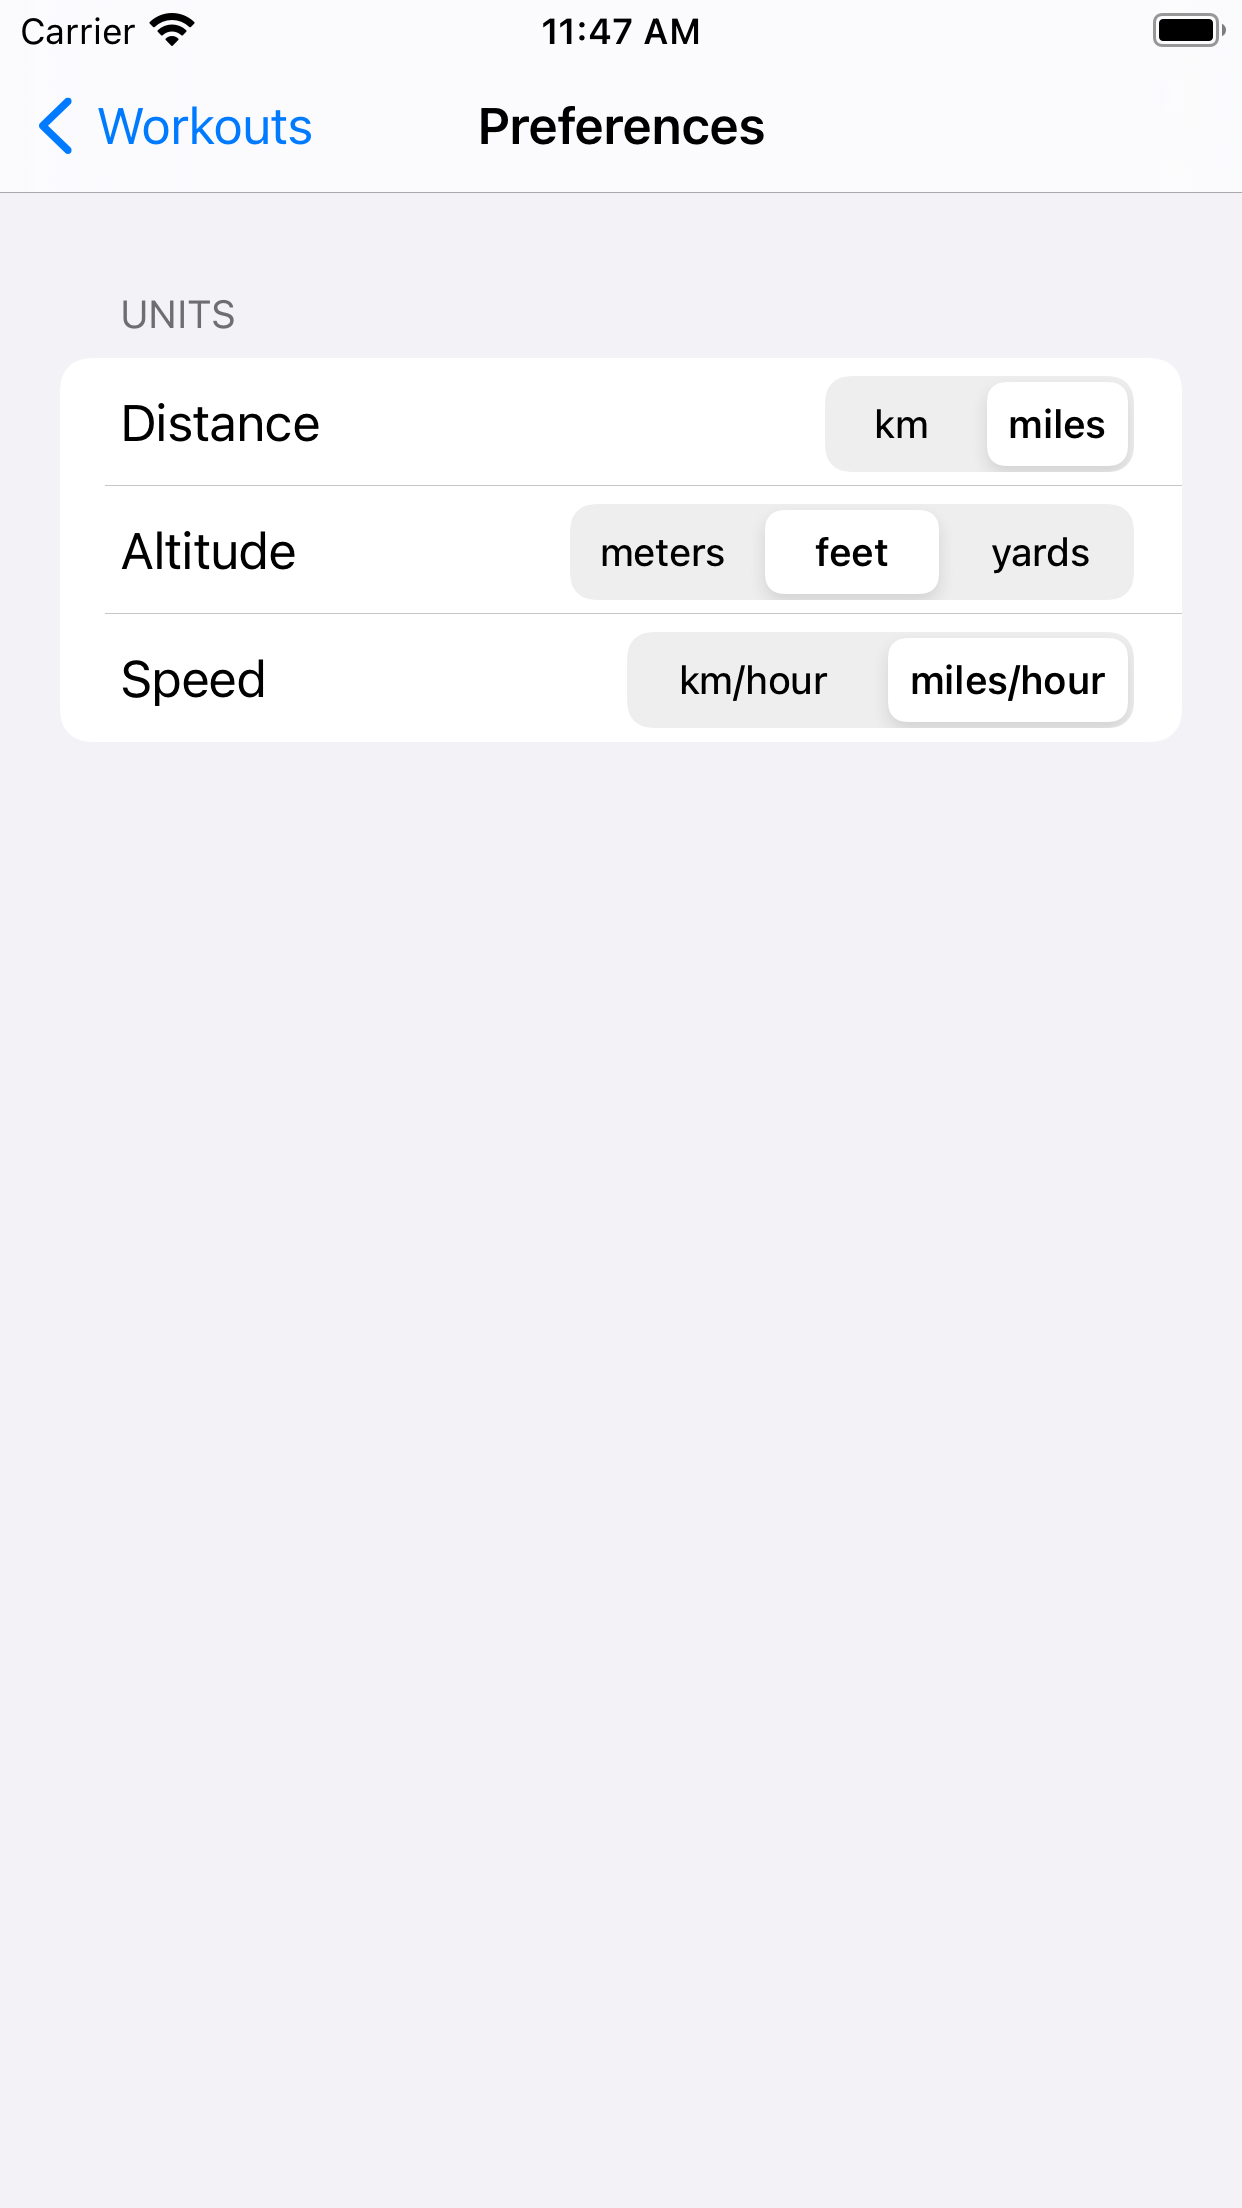 Carrier 11:47 AM
Workouts Preferences
UNITS
Distance km miles
Altitude meters feet yards
Speed km/hour miles/hour